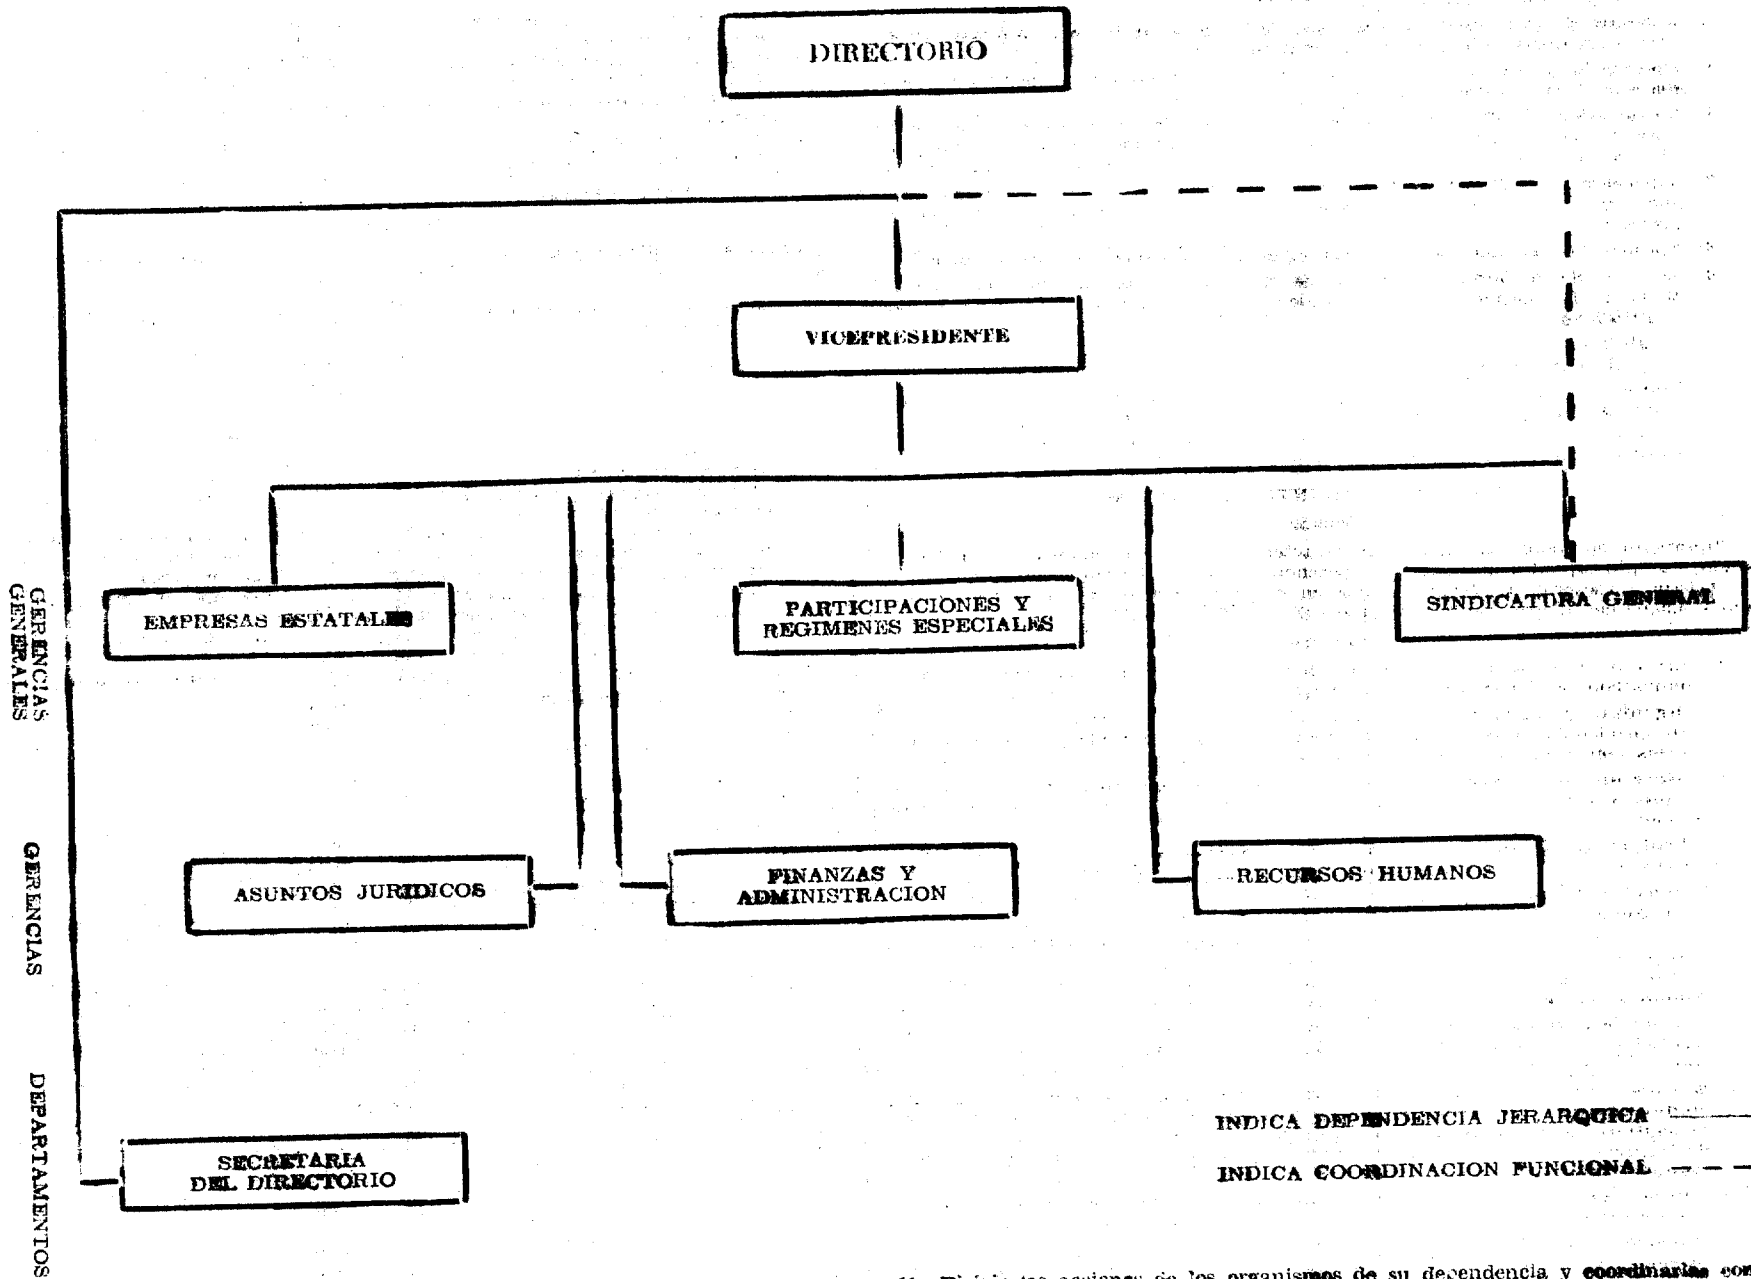 DIRECTORIO
VICEPRESIDENTE
EMPRESAS ESTATALES
PARTICIPACIONES Y
REGIMENES ESPECIALES
SINDICATURA GENERAL
GERENCIAS
GENERALES
ASUNTOS JURIDICOS
FINANZAS Y
ADMINISTRACION
RECURSOS HUMANOS
GERENCIAS
SECRETARIA
DEL DIRECTORIO
DEPARTAMENTOS
INDICA DEPENDENCIA JERARQUICA
INDICA COORDINACION FUNCIONAL
acciones de los organismos de su dependencia y coordinarlas con